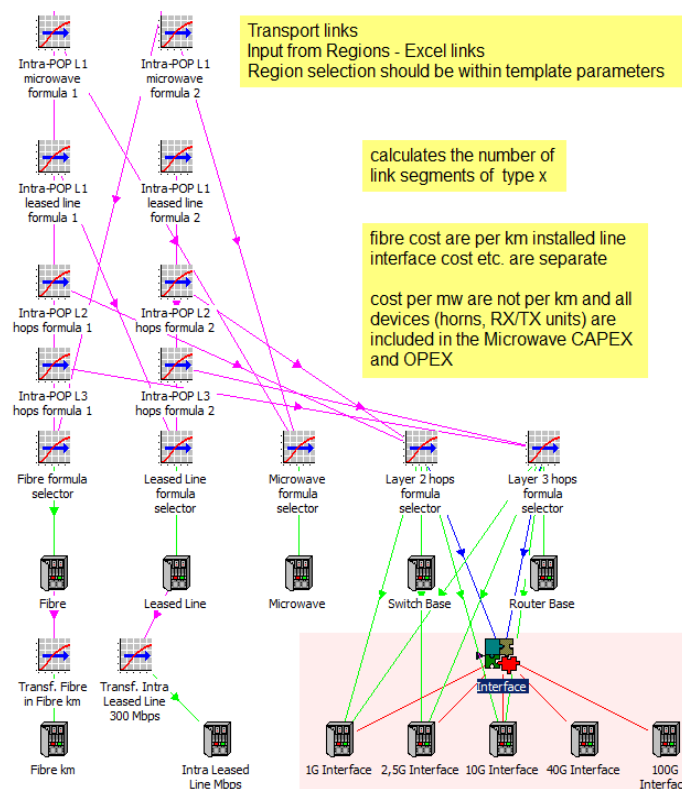 Transport links
Input from Regions - Excel links
Region selection should be within template parameters
Intra-POP L1
microwave
formula 1
Intra-POP L1
microwave
formula 2
calculates the number of
link segments of type x
Intra-POP L1
leased line
formula 1
Intra-POP L1
leased line
formula 2
fibre cost are per km installed line
interface cost etc. are separate
cost per mw are not per km and all
devices (horns, RX/TX units) are
included in the Microwave CAPEX
and OPEX
Intra-POP L2
hops formula 1
Intra-POP L2
hops formula 2
Intra-POP L3
hops formula 1
Intra-POP L3
hops formula 2
Fibre formula
selector
Leased Line
formula
selector
Microwave
formula
selector
Layer 2 hops
formula
selector
Layer 3 hops
formula
selector
Fibre
Leased Line
Microwave
Switch Base
Router Base
Transf. Fibre
in Fibre km
Transf. Intra
Leased Line
300 Mbps
Interface
Fibre km
Intra Leased
Line Mbps
1G Interface
2,5G Interface
10G Interface
40G Interface
100G
Interfac